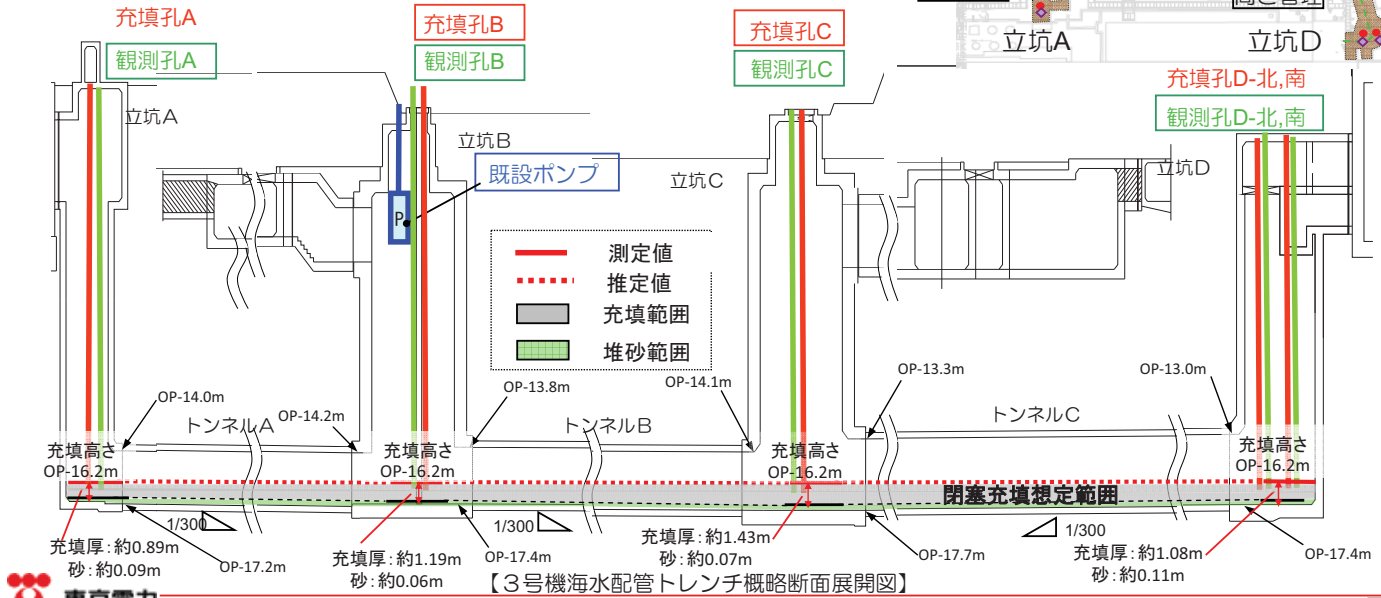 充填孔A
観測孔A
立坑A
充填孔B
観測孔B
立坑B
既設ポンプ
P
充填孔C
観測孔C
立坑C
立坑A
立坑D
充填孔D-北,南
観測孔D-北,南
立坑D
測定値
推定値
充填範囲
堆砂範囲
OP-14.0m
OP-14.2m
OP-13.8m
OP-14.1m
OP-13.3m
OP-13.0m
トンネルA
トンネルB
トンネルC
充填高さ
OP-16.2m
充填高さ
OP-16.2m
充填高さ
OP-16.2m
充填高さ
OP-16.2m
閉塞充填想定範囲
1/300
1/300
1/300
充填厚:約0.89m
砂:約0.09m
OP-17.2m
充填厚:約1.19m
砂:約0.06m
OP-17.4m
充填厚:約1.43m
砂:約0.07m
OP-17.7m
充填厚:約1.08m
砂:約0.11m
OP-17.4m
【3号機海水配管トレンチ概略断面展開図】
東京電力